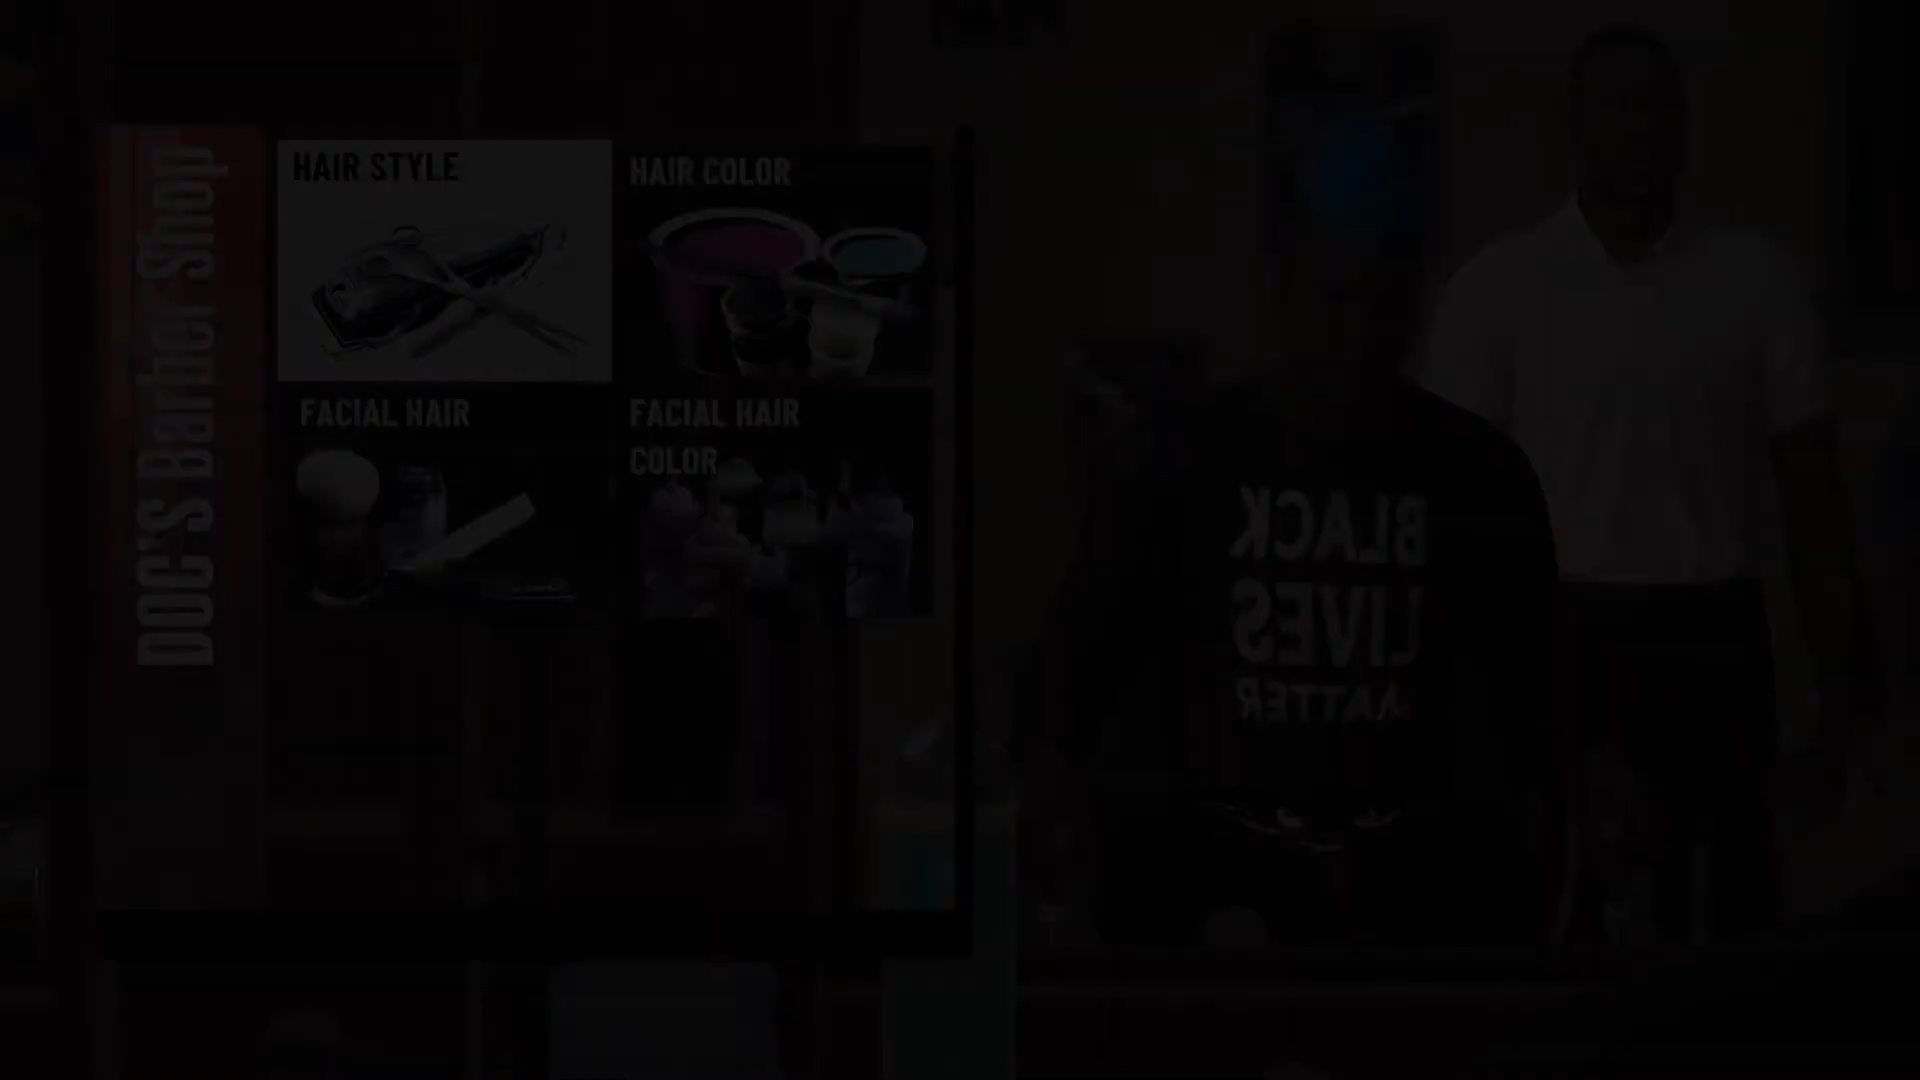 DOC'S Barber Shop
HAIR STYLE
HAIR COLOR
FACIAL HAIR
FACIAL HAIR
COLOR
BLACK
LIVES
MATTER